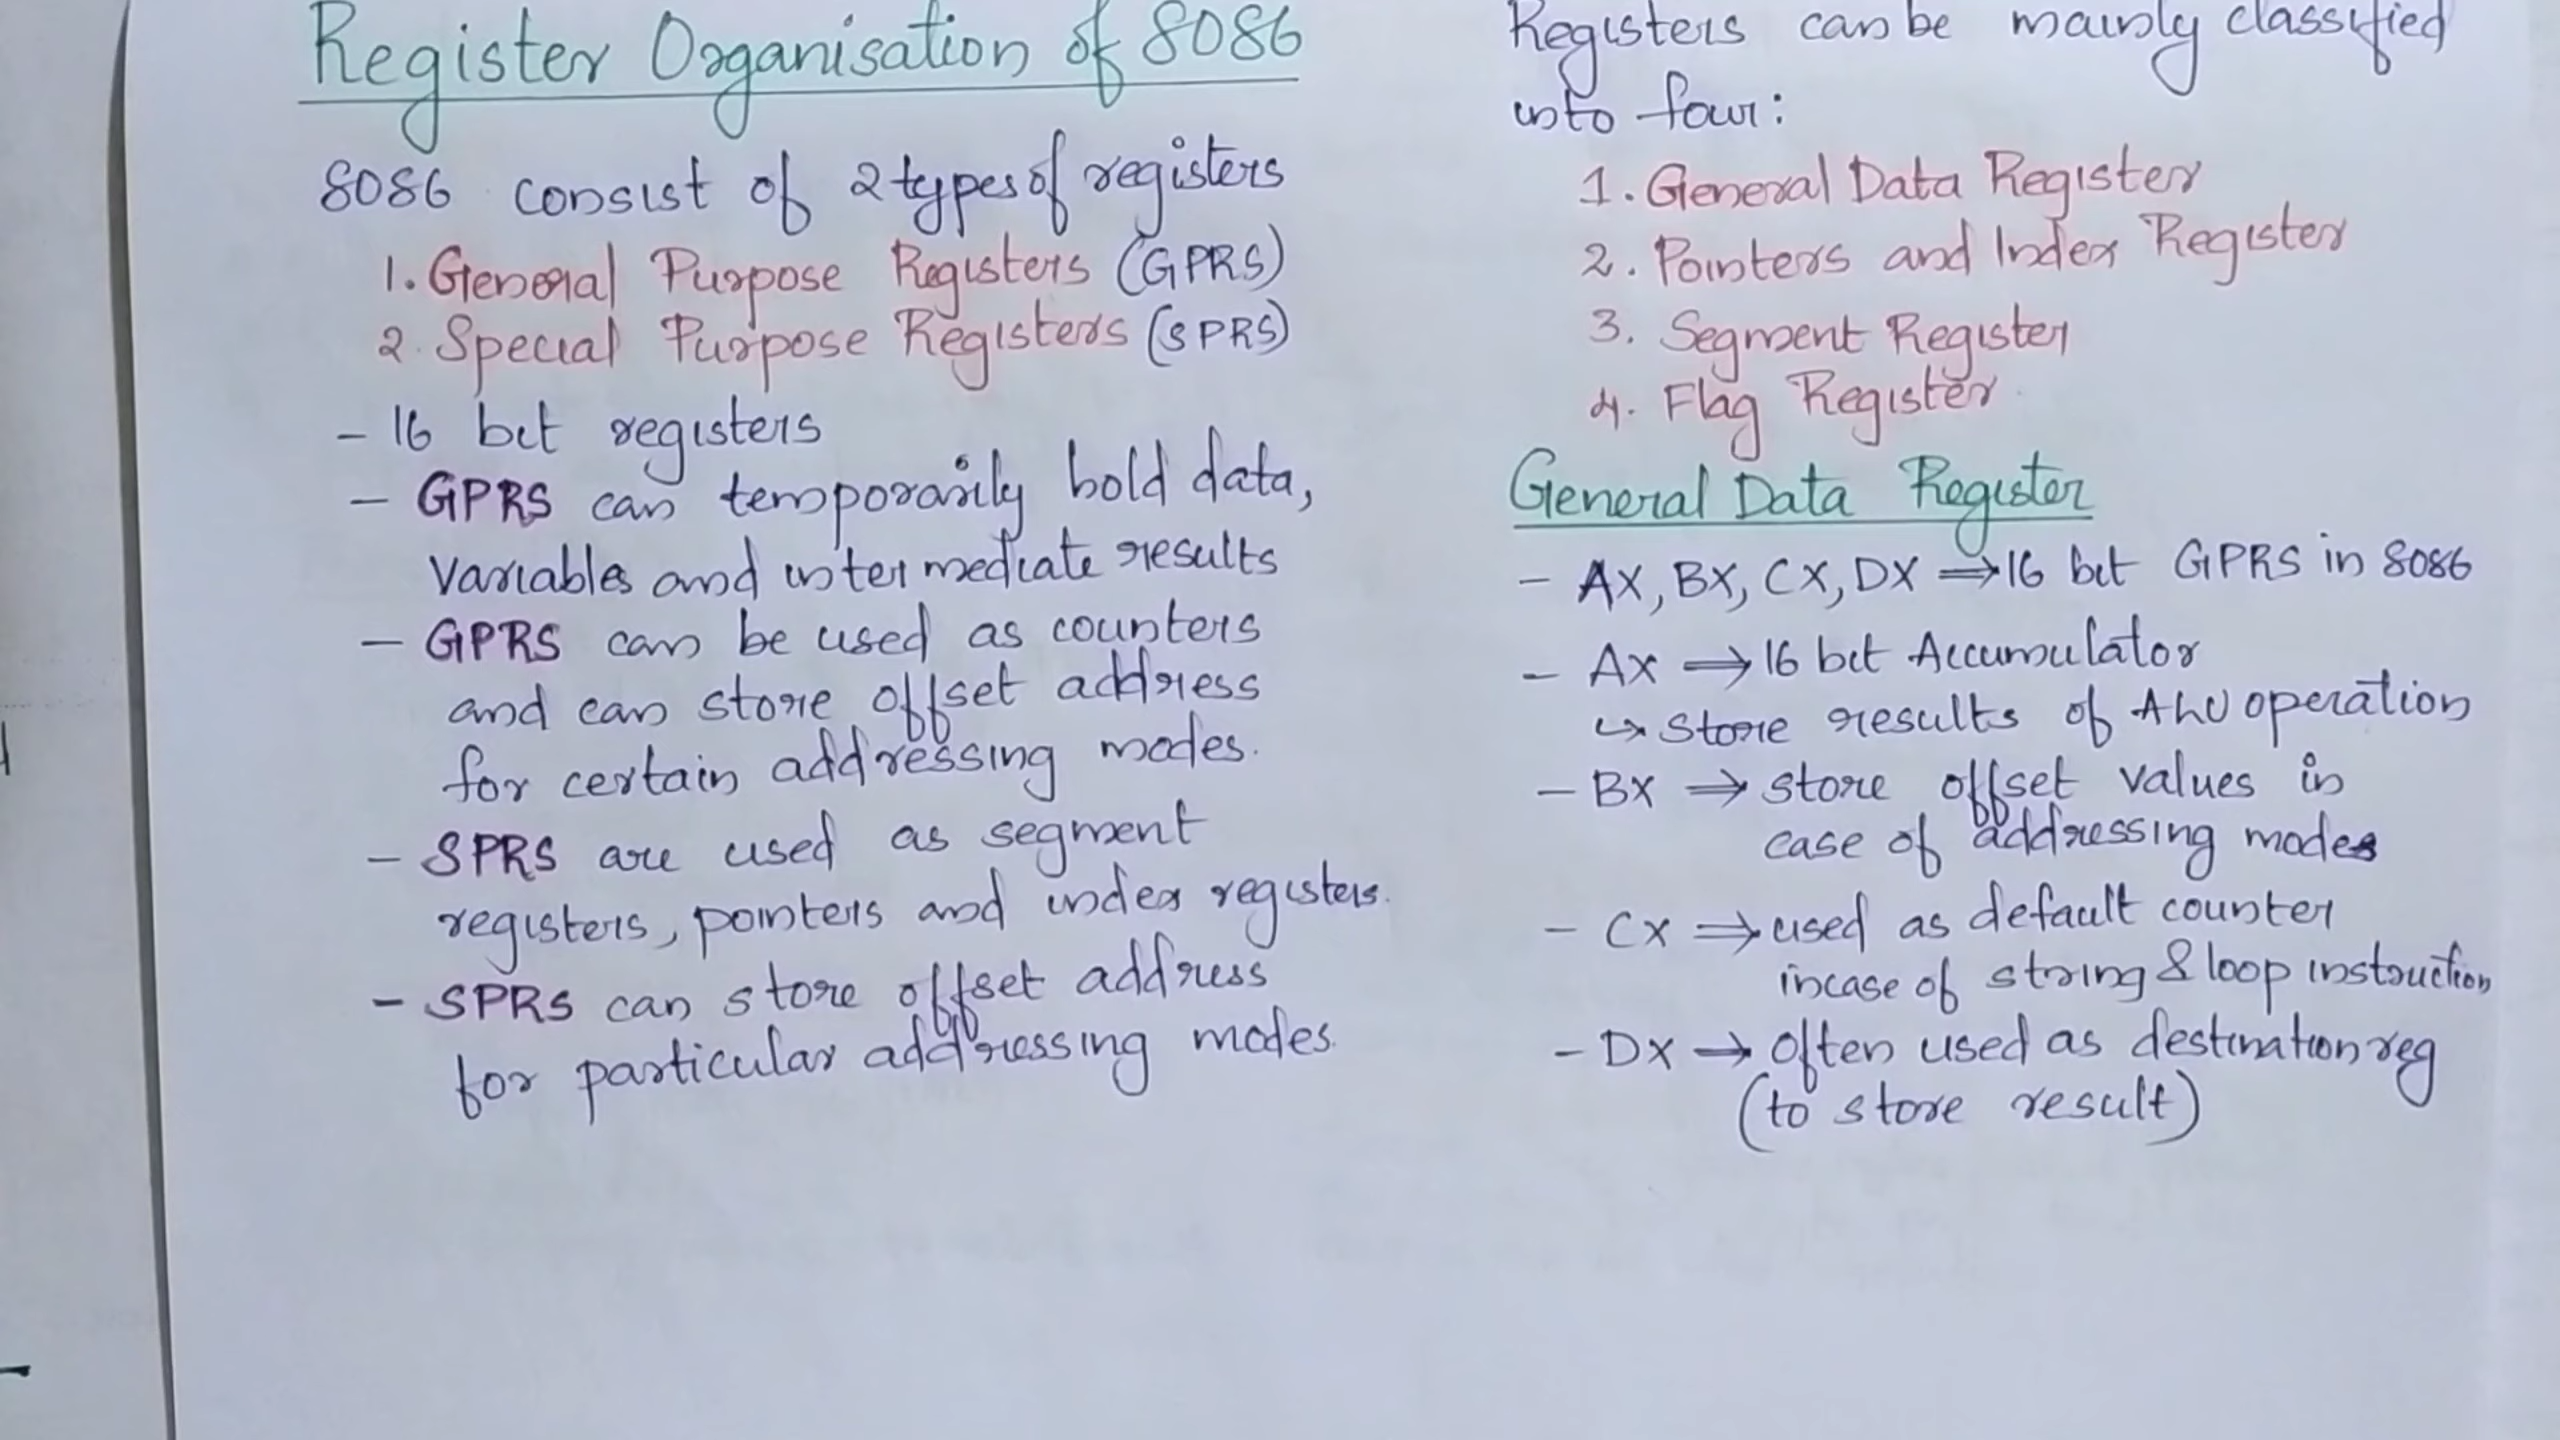 Register Organisation of 8086
8086 consist of 2 types of registers
1. General Purpose Registers (GPRS)
2. Special Purpose Registers (SPRS)
- 16 bit registers
- GPRS can temporarily hold data,
variables and intermediate results
- GPRS can be used as counters
and can store offset address
for certain addressing modes.
- SPRS are used as segment
registers, pointers and index registers.
- SPRS can store offset address
for particular addressing modes.
Registers can be mainly classified
into four:
1. General Data Register
2. Pointers and Index Register
3. Segment Register
4. Flag Register
General Data Register
- AX, BX, CX, DX ⇒ 16 bit GPRS in 8086
- AX ⇒ 16 bit Accumulator
↪ store results of ALU operation
- BX ⇒ store offset values in
case of addressing modes
- CX ⇒ used as default counter
incase of string & loop instruction
- DX → often used as destination reg
(to store result)